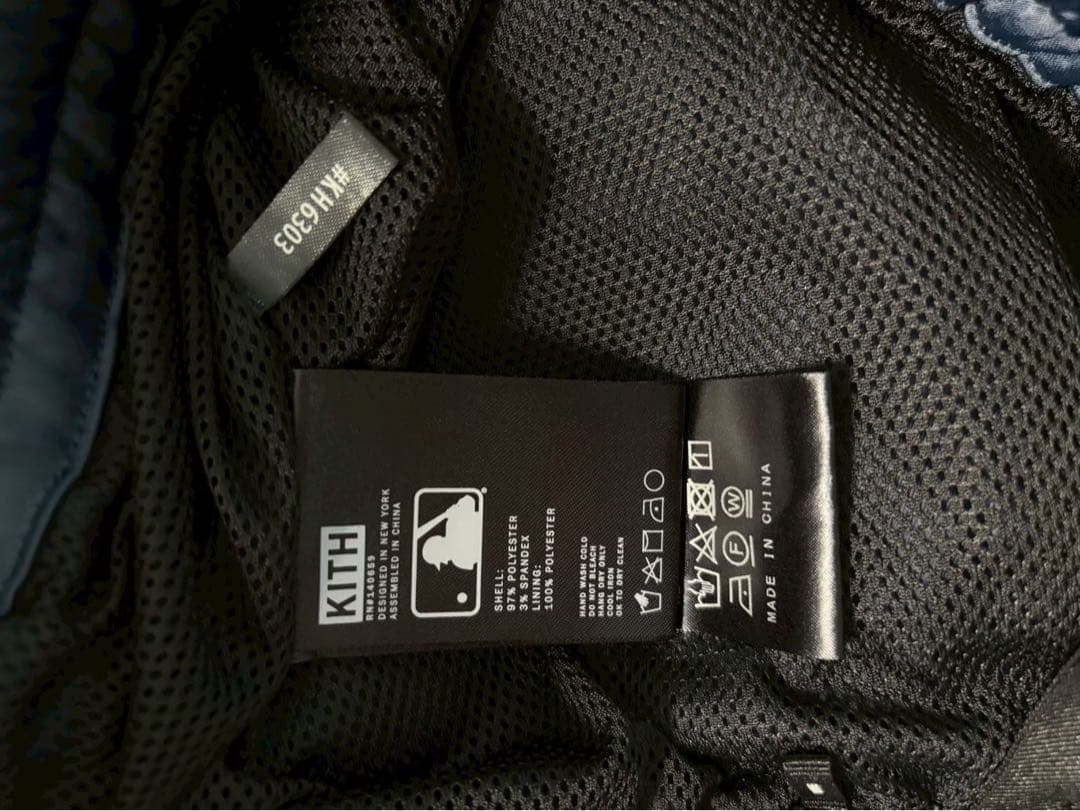 #KH6303
KITH
RN#140659
DESIGNED IN NEW YORK
ASSEMBLED IN CHINA
SHELL:
97% POLYESTER
3% SPANDEX
LINING:
100% POLYESTER
HAND WASH COLD
DO NOT BLEACH
HANG DRY ONLY
COOL IRON
OK TO DRY CLEAN
F W
MADE IN CHINA